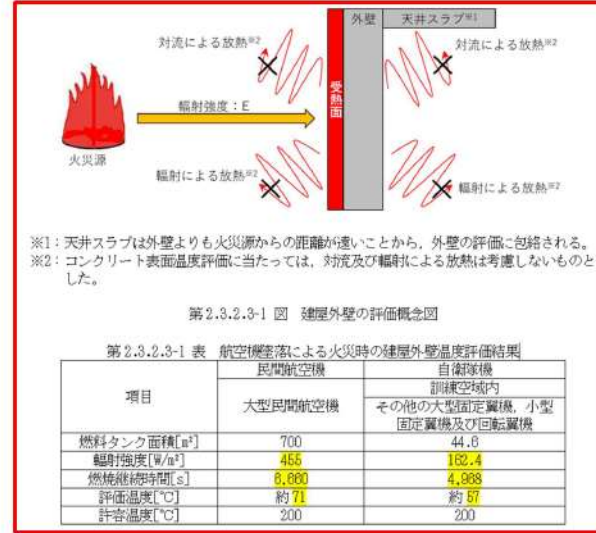 外壁
天井スラブ※1
対流による放熱※2
対流による放熱※2
受熱面
輻射強度：E
火災源
輻射による放熱※2
輻射による放熱※2
※1：天井スラブは外壁よりも火災源からの距離が遠いことから，外壁の評価に包絡される。
※2：コンクリート表面温度評価に当たっては，対流及び輻射による放熱は考慮しないものと
した。
第2.3.2.3-1 図 建屋外壁の評価概念図
第2.3.2.3-1 表 航空機墜落による火災時の建屋外壁温度評価結果
項目 民間航空機 自衛隊機
訓練空域内
大型民間航空機 その他の大型固定翼機，小型
固定翼機及び回転翼機
燃料タンク面積[m²] 700 44.6
輻射強度[W/m²] 455 162.4
燃焼継続時間[s] 6,660 4,968
評価温度[°C] 約71 約57
許容温度[°C] 200 200